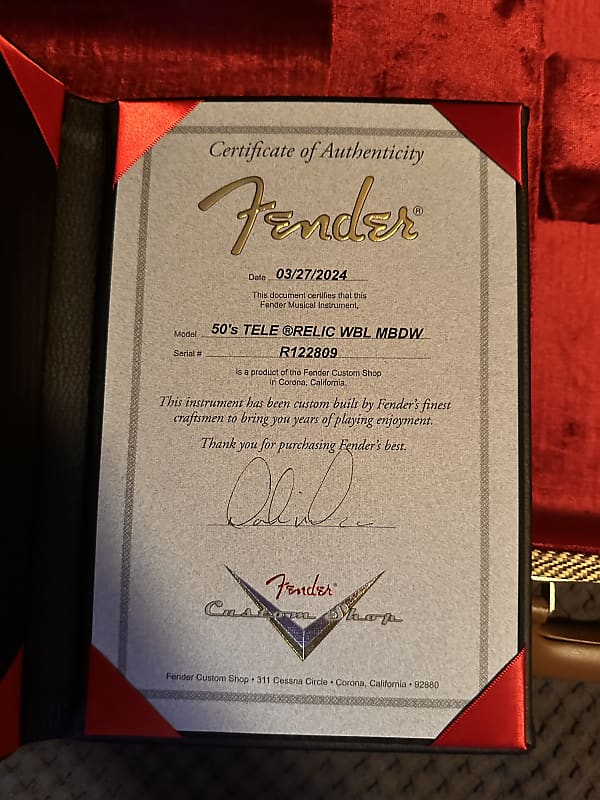 Certificate of Authenticity
Fender®
Date 03/27/2024
This document certifies that this
Fender Musical Instrument,
Model 50's TELE ®RELIC WBL MBDW
Serial # R122809
is a product of the Fender Custom Shop
in Corona, California.
This instrument has been custom built by Fender's finest
craftsmen to bring you years of playing enjoyment.
Thank you for purchasing Fender's best.
Fender®
Custom Shop
Fender Custom Shop • 311 Cessna Circle • Corona, California • 92880